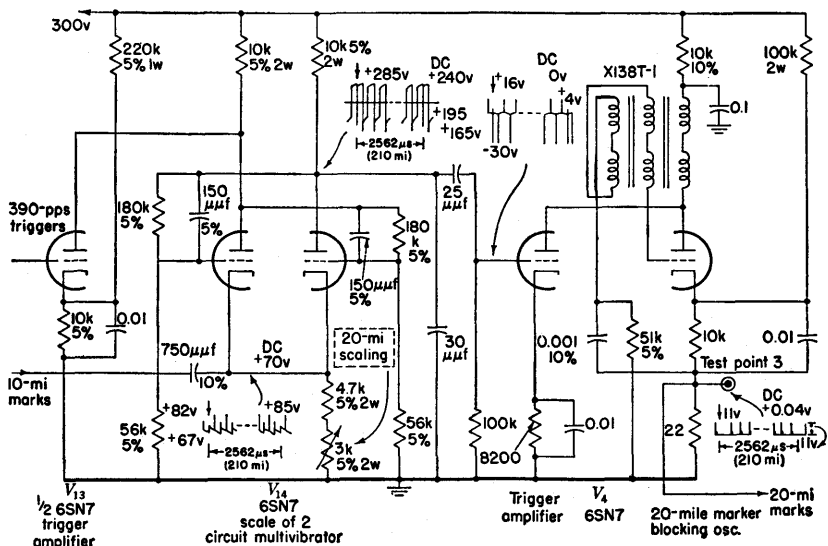 300v
220k
5% 1w
10k
5% 2w
10k 5%
2w
+285v
DC
+240v
+195
+165v
2562μs
(210 mi)
+16v
DC
0v
+4v
-30v
X138T-1
10k
10%
0.1
100k
2w
390-pps
triggers
180k
5%
150
μμf
5%
25
μμf
180
k
5%
150μμf
5%
10k
5%
0.01
750μμf
10%
DC
+70v
20-mi
scaling
30
μμf
0.001
10%
51k
5%
10k
0.01
Test point 3
10-mi
marks
56k
5%
+82v
+67v
+85v
2562μs
(210 mi)
4.7k
5% 2w
3k
5% 2w
56k
5%
100k
8200
0.01
22
DC
11v
+0.04v
11v
2562μs
(210 mi)
V13
1/2 6SN7
trigger
amplifier
V14
6SN7
scale of 2
circuit multivibrator
Trigger
amplifier
V4
6SN7
20-mile marker
blocking osc.
20-mi
marks